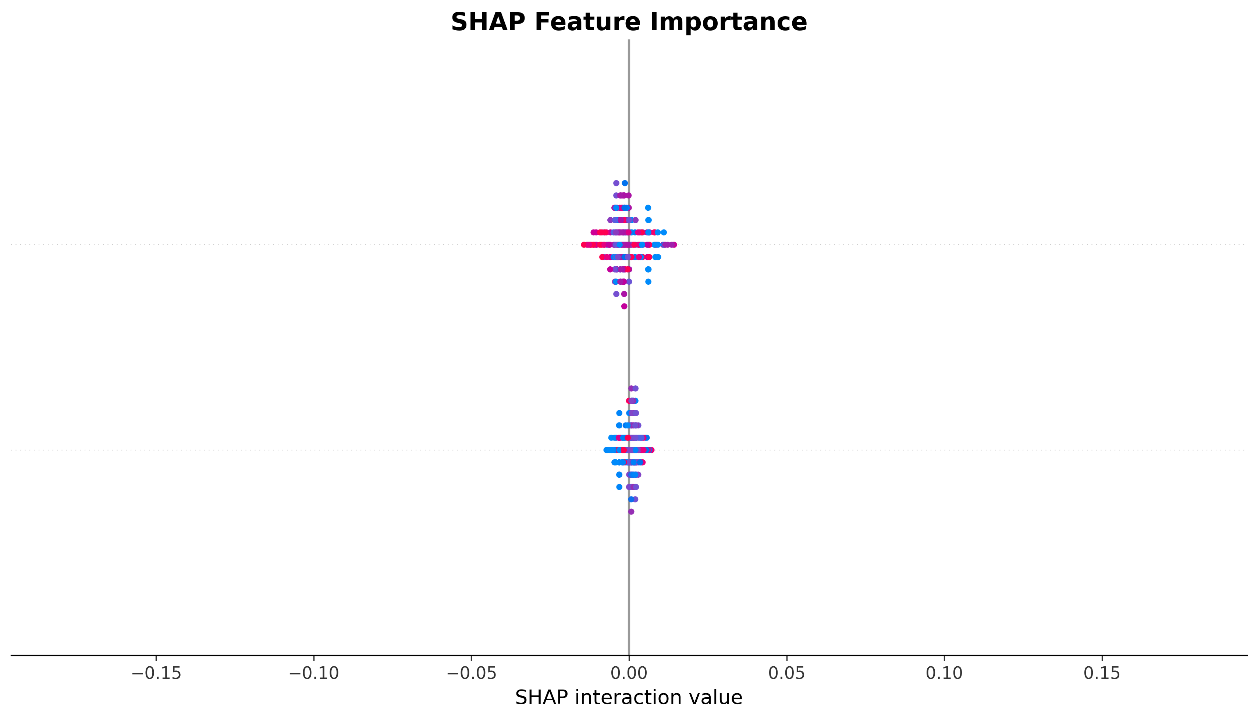 SHAP Feature Importance
−0.15 −0.10 −0.05 0.00 0.05 0.10 0.15
SHAP interaction value